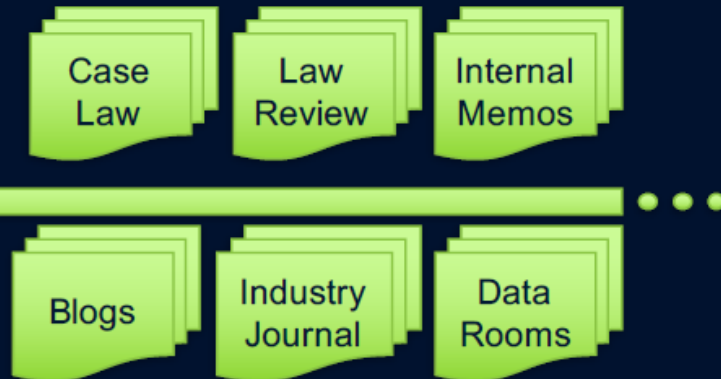 Case
Law
Law
Review
Internal
Memos
Blogs
Industry
Journal
Data
Rooms